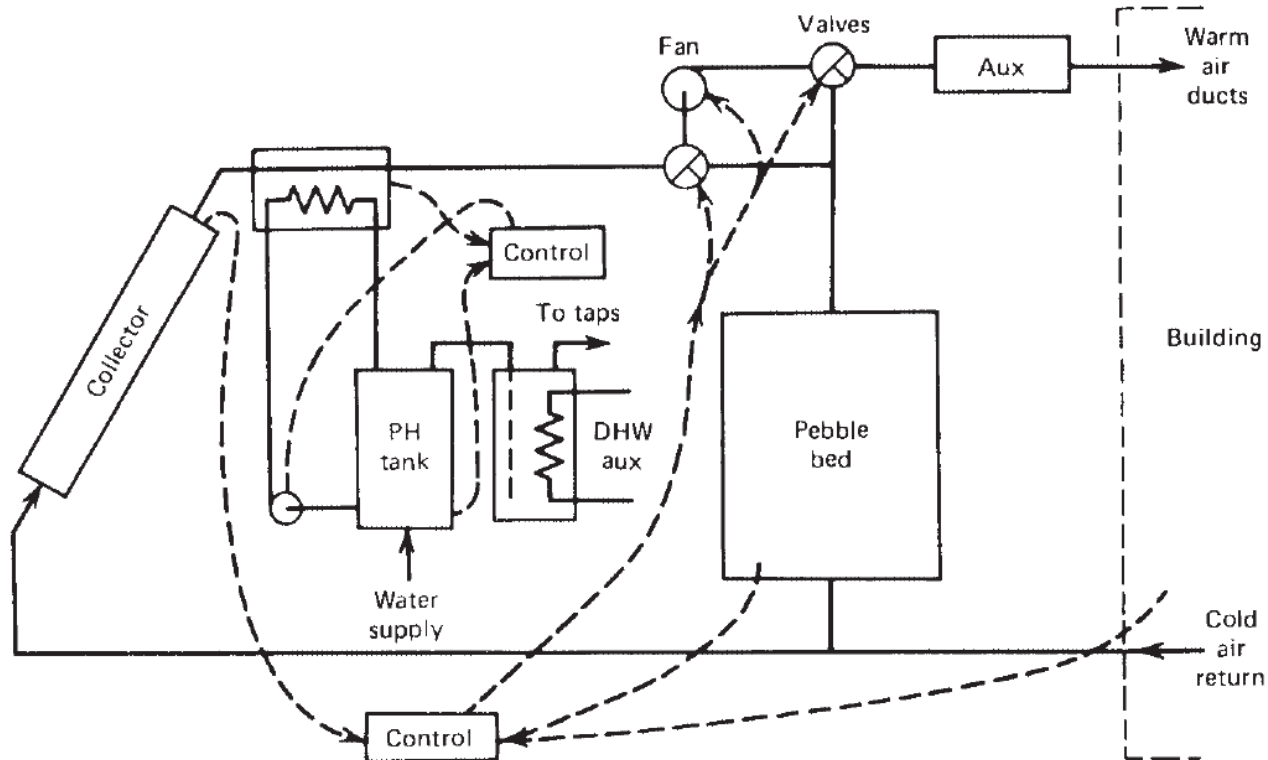 Valves
Fan
Aux
Warm
air
ducts
Control
Collector
To taps
Building
PH
tank
DHW
aux
Pebble
bed
Water
supply
Cold
air
return
Control